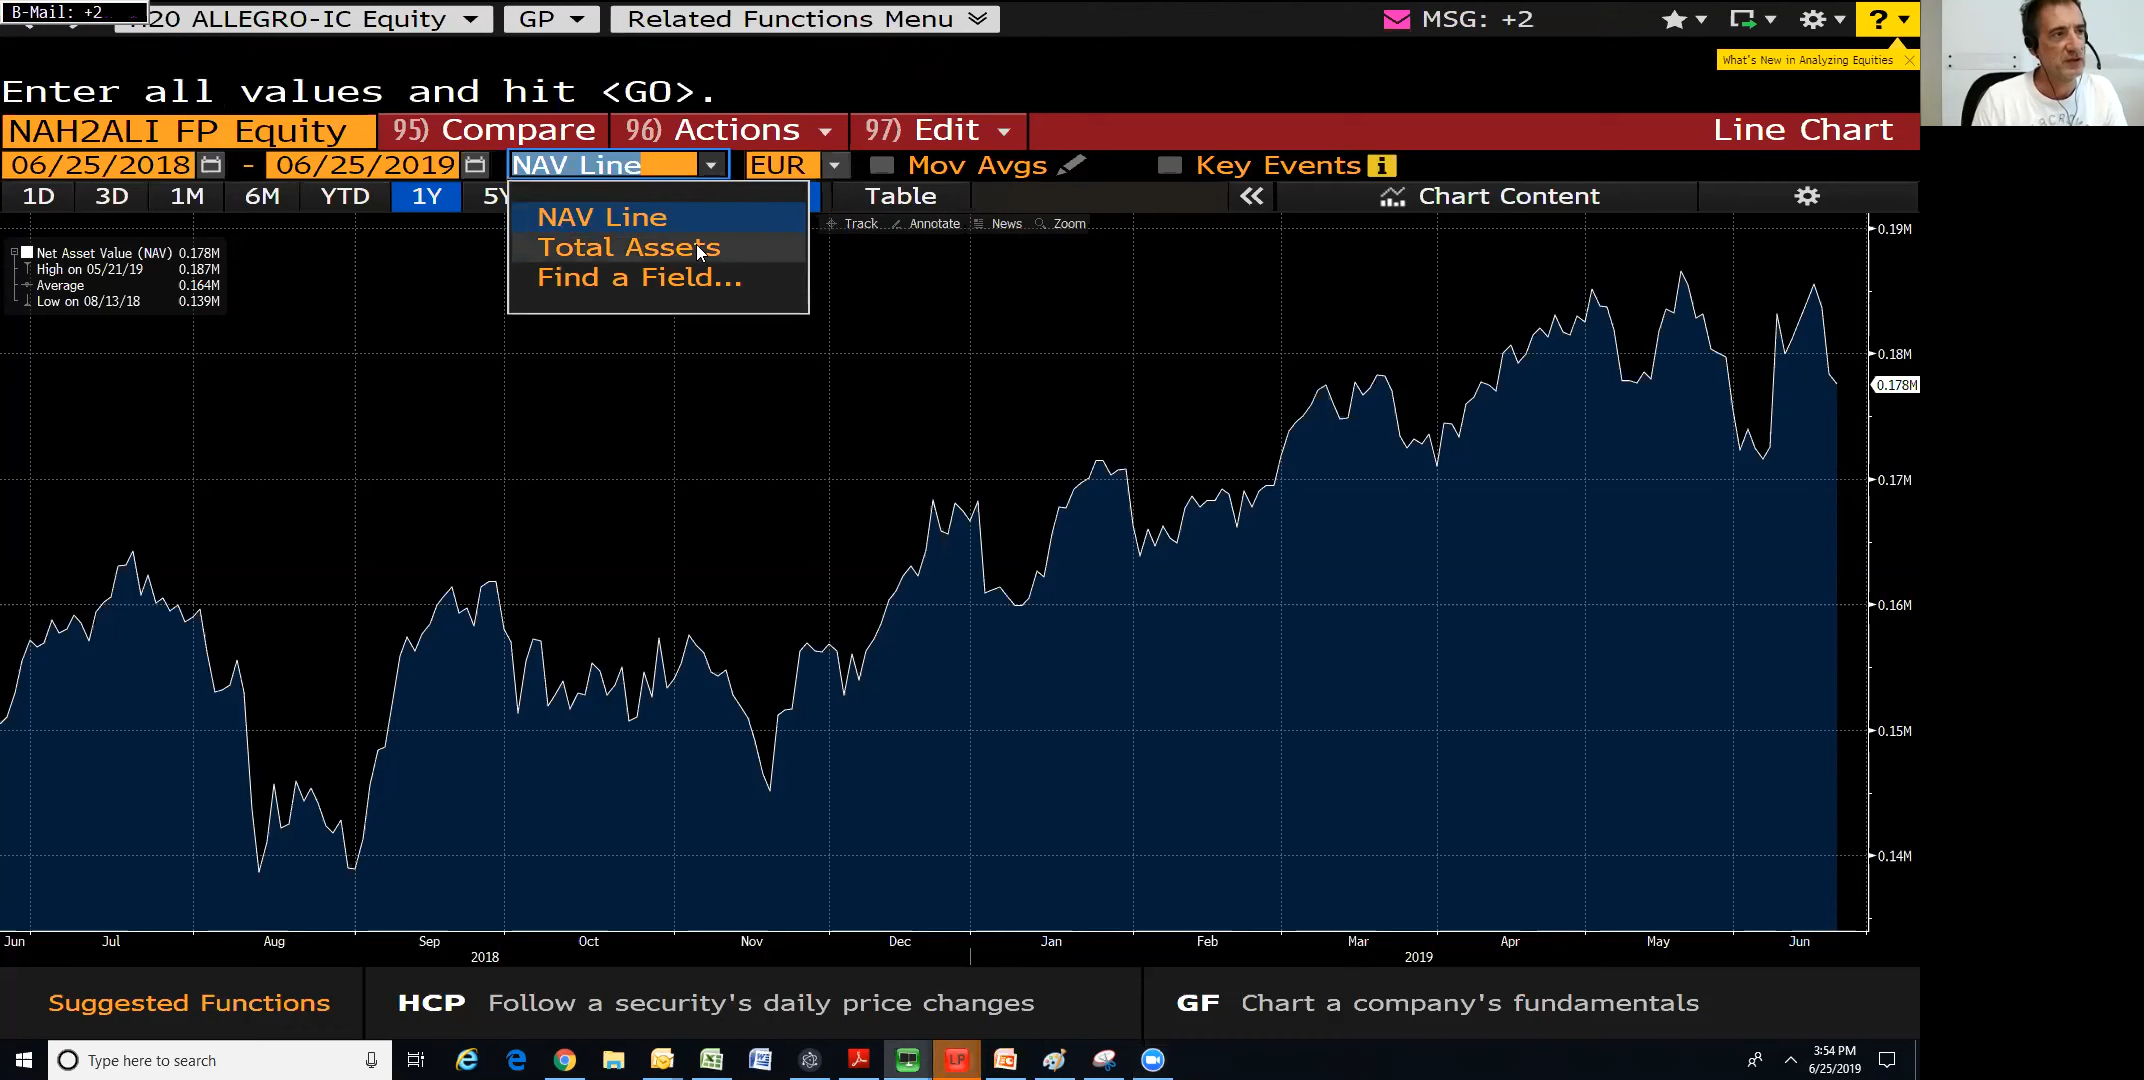 B-Mail: +2
H20 ALLEGRO-IC Equity GP Related Functions Menu MSG: +2 ?
What's New in Analyzing Equities
Enter all values and hit <GO>.
NAH2ALI FP Equity 95) Compare 96) Actions 97) Edit Line Chart
06/25/2018 - 06/25/2019 NAV Line EUR Mov Avgs Key Events
1D 3D 1M 6M YTD 1Y 5Y Table Chart Content
NAV Line
Total Assets
Find a Field...
Track Annotate News Zoom
Net Asset Value (NAV) 0.178M
High on 05/21/19 0.187M
Average 0.164M
Low on 08/13/18 0.139M
0.19M
0.18M
0.178M
0.17M
0.16M
0.15M
0.14M
Jun Jul Aug Sep Oct Nov Dec Jan Feb Mar Apr May Jun
2018 2019
Suggested Functions HCP Follow a security's daily price changes GF Chart a company's fundamentals
Type here to search
LP
3:54 PM
6/25/2019